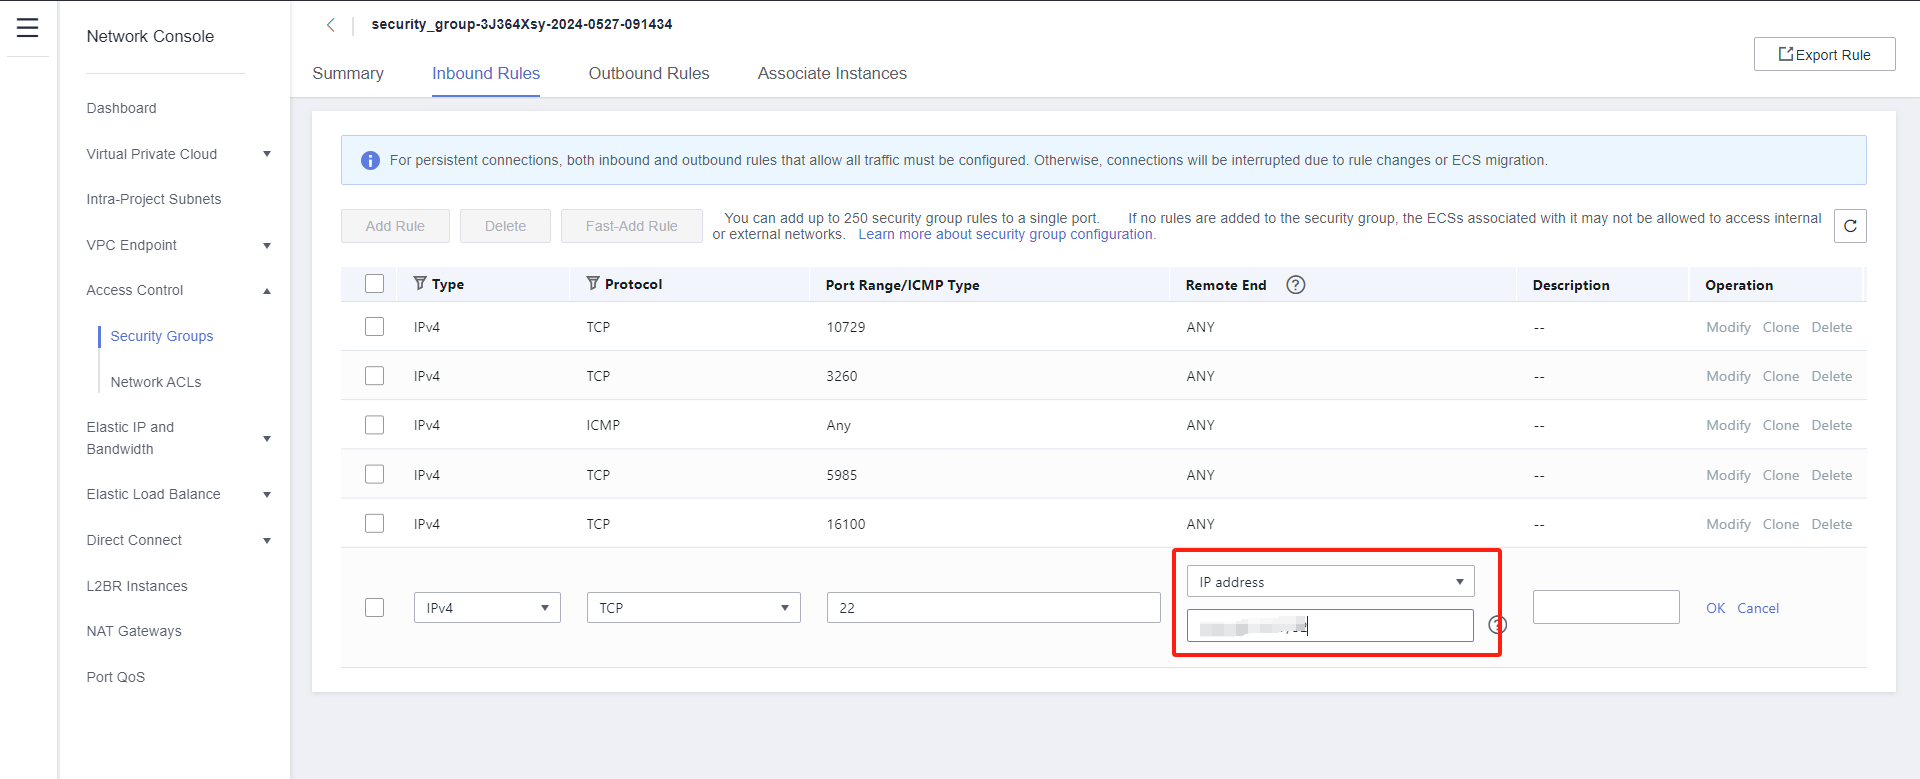 Network Console
Dashboard
Virtual Private Cloud
Intra-Project Subnets
VPC Endpoint
Access Control
Security Groups
Network ACLs
Elastic IP and
Bandwidth
Elastic Load Balance
Direct Connect
L2BR Instances
NAT Gateways
Port QoS
security_group-3J364Xsy-2024-0527-091434
Export Rule
Summary Inbound Rules Outbound Rules Associate Instances
For persistent connections, both inbound and outbound rules that allow all traffic must be configured. Otherwise, connections will be interrupted due to rule changes or ECS migration.
Add Rule Delete Fast-Add Rule You can add up to 250 security group rules to a single port. If no rules are added to the security group, the ECSs associated with it may not be allowed to access internal
or external networks. Learn more about security group configuration.
Type Protocol Port Range/ICMP Type Remote End Description Operation
IPv4 TCP 10729 ANY -- Modify Clone Delete
IPv4 TCP 3260 ANY -- Modify Clone Delete
IPv4 ICMP Any ANY -- Modify Clone Delete
IPv4 TCP 5985 ANY -- Modify Clone Delete
IPv4 TCP 16100 ANY -- Modify Clone Delete
IP address
IPv4 TCP 22 OK Cancel